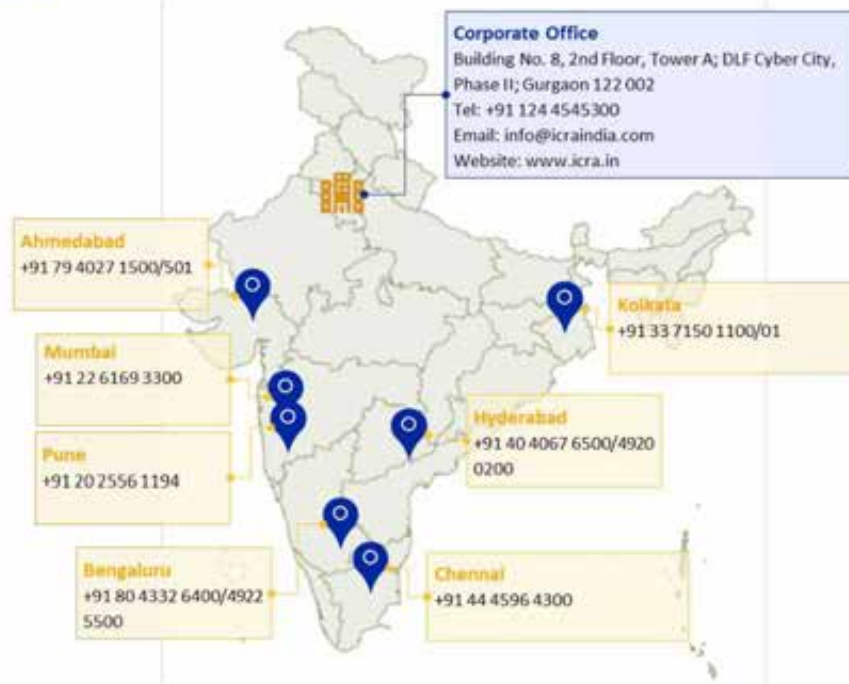 Corporate Office
Building No. 8, 2nd Floor, Tower A; DLF Cyber City,
Phase II; Gurgaon 122 002
Tel: +91 124 4545300
Email: info@icraindia.com
Website: www.icra.in
Ahmedabad
+91 79 4027 1500/501
Kolkata
+91 33 7150 1100/01
Mumbai
+91 22 6169 3300
Hyderabad
+91 40 4067 6500/4920
0200
Pune
+91 20 2556 1194
Bengaluru
+91 80 4332 6400/4922
5500
Chennai
+91 44 4596 4300